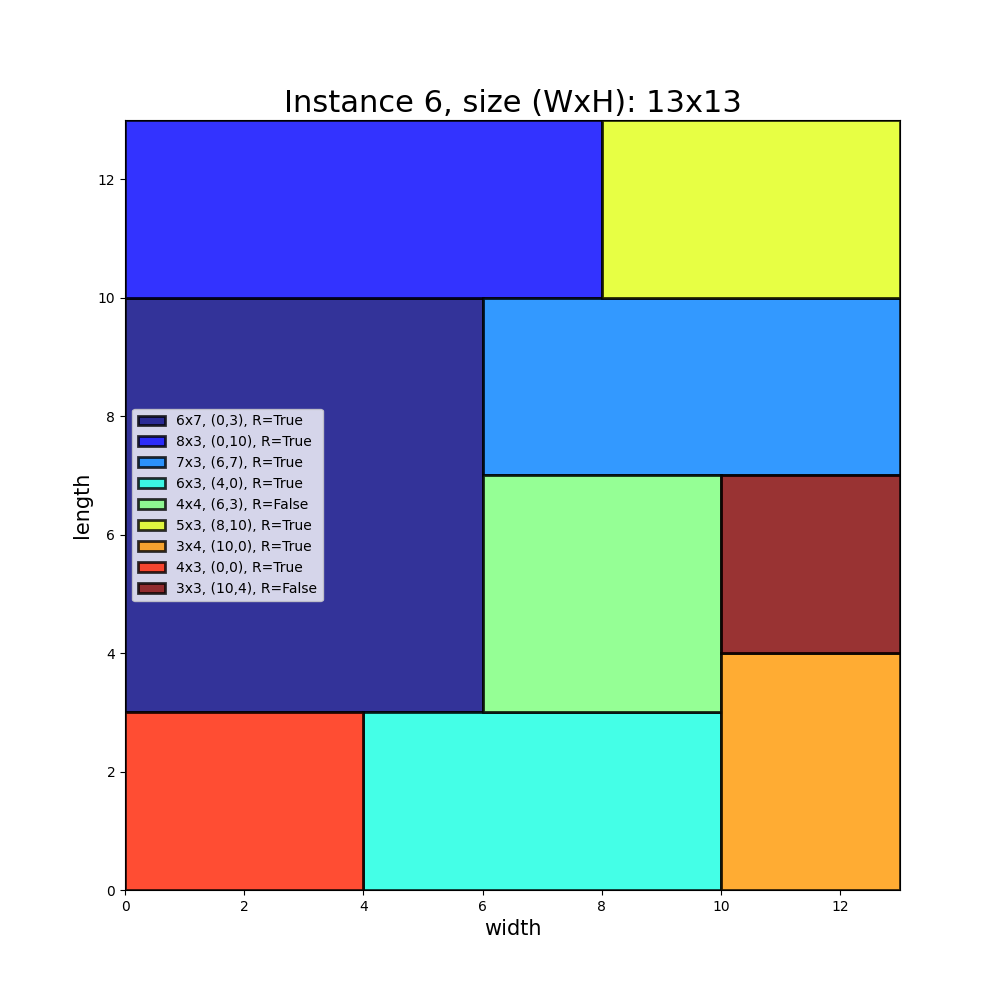 Instance 6, size (WxH): 13x13
12
10
8
6
4
2
0
length
6x7, (0,3), R=True
8x3, (0,10), R=True
7x3, (6,7), R=True
6x3, (4,0), R=True
4x4, (6,3), R=False
5x3, (8,10), R=True
3x4, (10,0), R=True
4x3, (0,0), R=True
3x3, (10,4), R=False
0 2 4 6 8 10 12
width